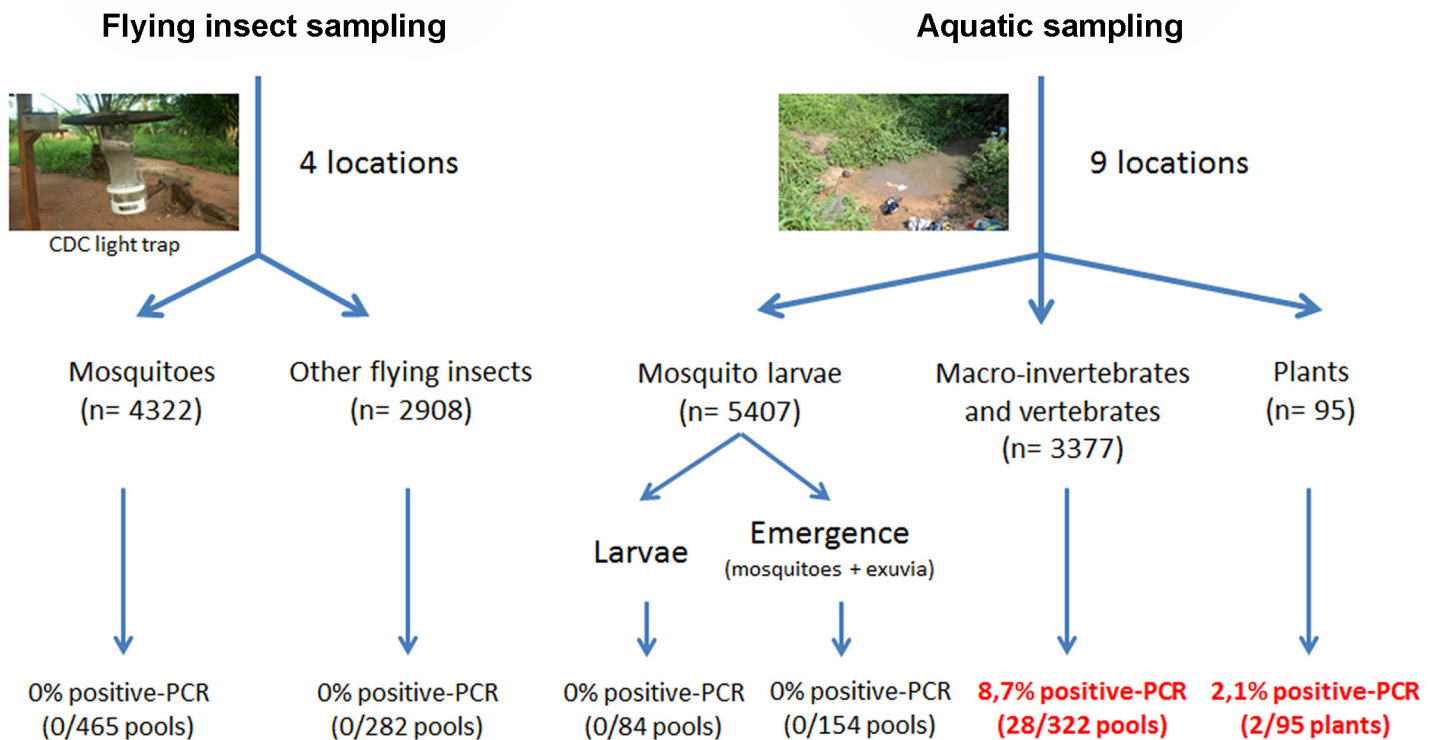 Flying insect sampling
Aquatic sampling
4 locations
9 locations
CDC light trap
Mosquitoes
(n= 4322)
Other flying insects
(n= 2908)
Mosquito larvae
(n= 5407)
Macro-invertebrates
and vertebrates
(n= 3377)
Plants
(n= 95)
Larvae
Emergence
(mosquitoes + exuvia)
0% positive-PCR
(0/465 pools)
0% positive-PCR
(0/282 pools)
0% positive-PCR
(0/84 pools)
0% positive-PCR
(0/154 pools)
8,7% positive-PCR
(28/322 pools)
2,1% positive-PCR
(2/95 plants)